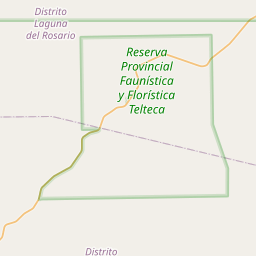 Distrito
Laguna
del Rosario
Reserva
Provincial
Faunística
y Florística
Telteca
Distrito